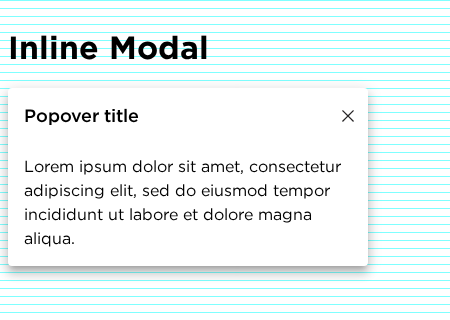 Inline Modal
Popover title
Lorem ipsum dolor sit amet, consectetur
adipiscing elit, sed do eiusmod tempor
incididunt ut labore et dolore magna
aliqua.